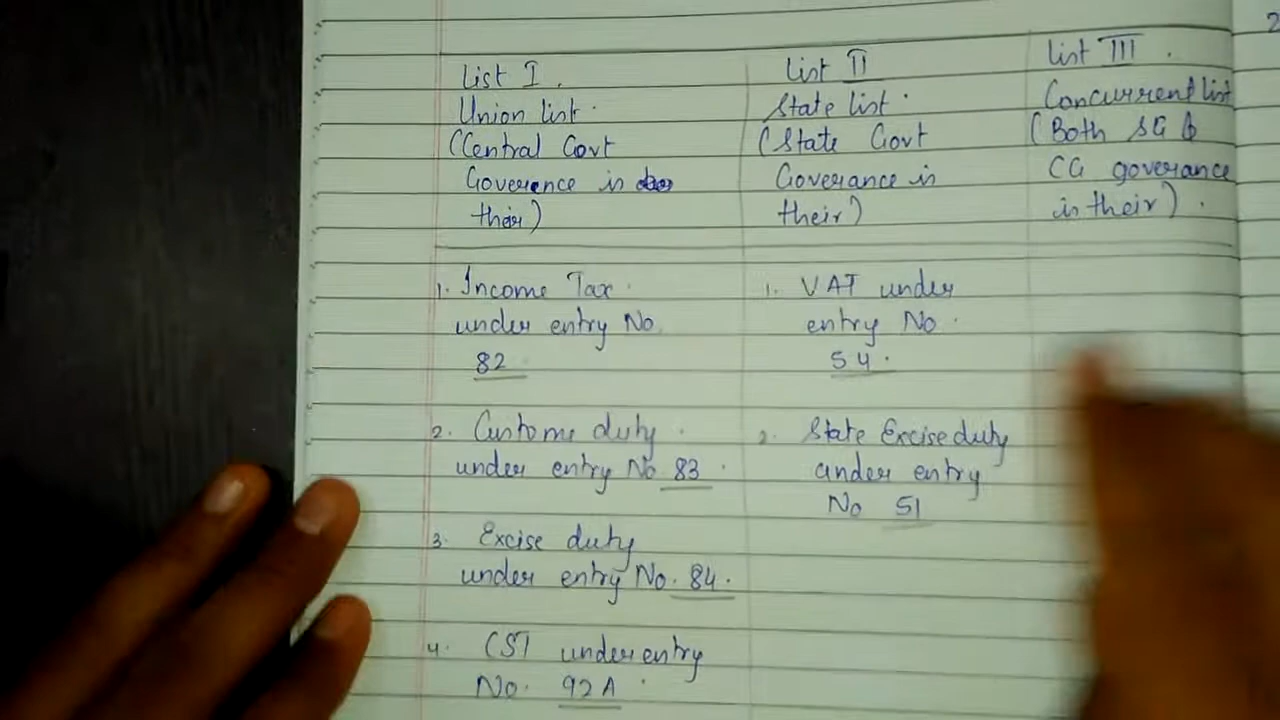 2
List I.
Union list.
(Central Govt
Goverence is
their)
List II
State list.
(State Govt
Goverance is
their)
List III.
Concurrent list
(Both SG &
CG goverance
is their).
1. Income Tax.
under entry No
82
2. Custome duty.
under entry No 83.
3. Excise duty
under entry No. 84.
4. CST under entry
No. 92A.
1. VAT under
entry No.
54.
2. State Excise duty
under entry
No 51